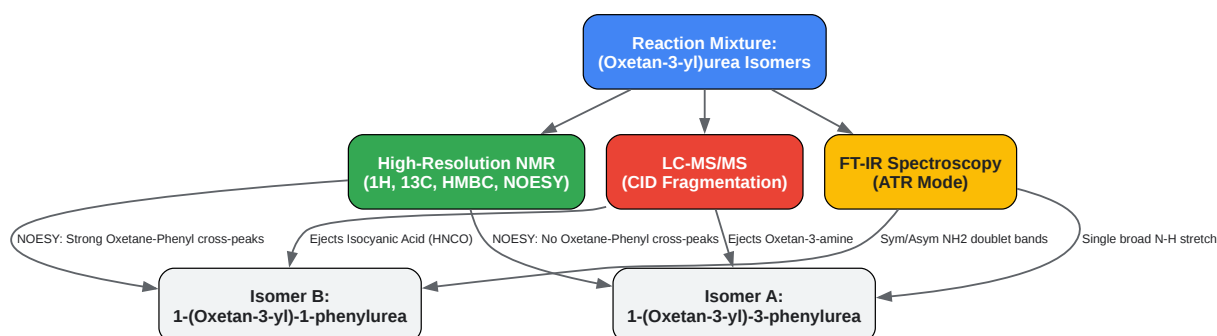 Reaction Mixture:
(Oxetan-3-yl)urea Isomers
High-Resolution NMR
(1H, 13C, HMBC, NOESY)
LC-MS/MS
(CID Fragmentation)
FT-IR Spectroscopy
(ATR Mode)
NOESY: Strong Oxetane-Phenyl cross-peaks
Ejects Isocyanic Acid (HNCO)
NOESY: No Oxetane-Phenyl cross-peaks
Ejects Oxetan-3-amine
Sym/Asym NH2 doublet bands
Single broad N-H stretch
Isomer B:
1-(Oxetan-3-yl)-1-phenylurea
Isomer A:
1-(Oxetan-3-yl)-3-phenylurea